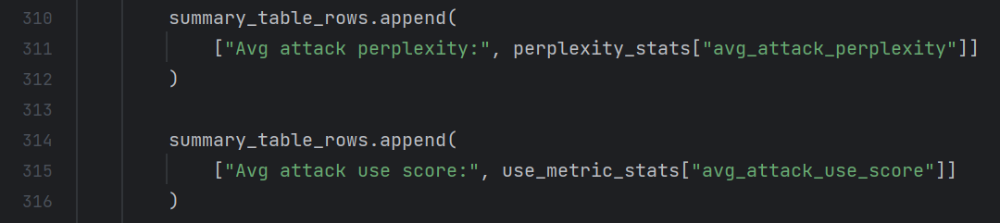 310 summary_table_rows.append(
311 ["Avg attack perplexity:", perplexity_stats["avg_attack_perplexity"]]
312 )
313
314 summary_table_rows.append(
315 ["Avg attack use score:", use_metric_stats["avg_attack_use_score"]]
316 )